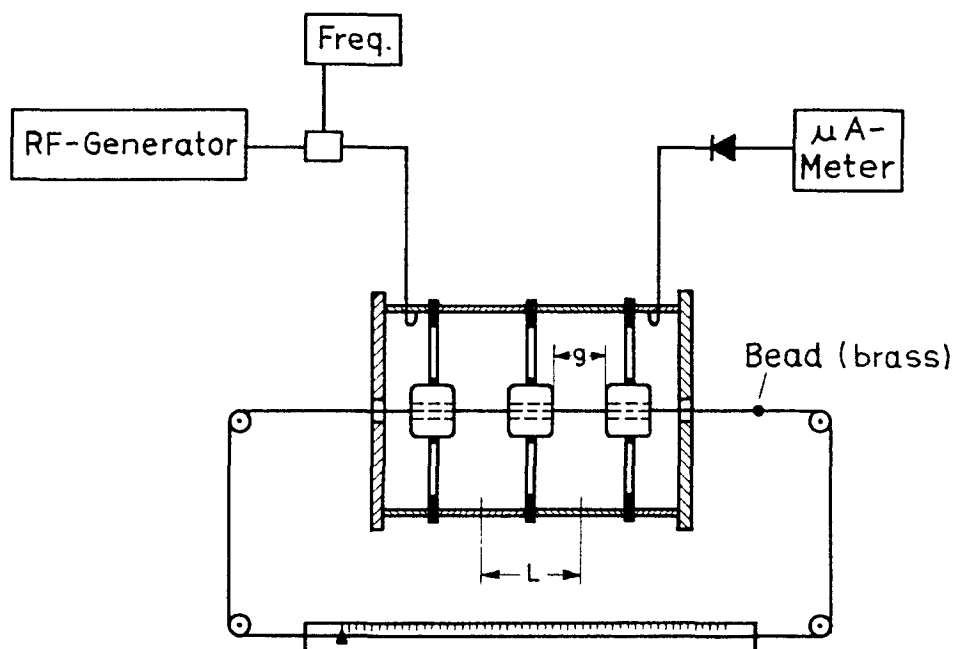 Freq.
RF-Generator
μA-
Meter
g
Bead (brass)
L